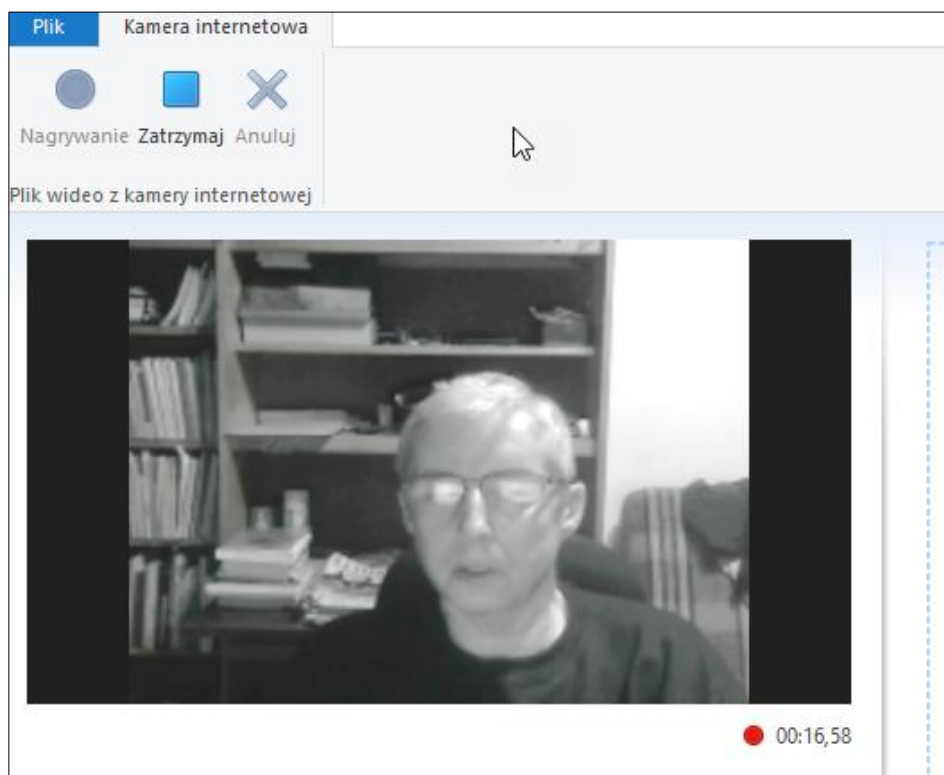 Plik Kamera internetowa
Nagrywanie Zatrzymaj Anuluj
Plik wideo z kamery internetowej
00:16,58